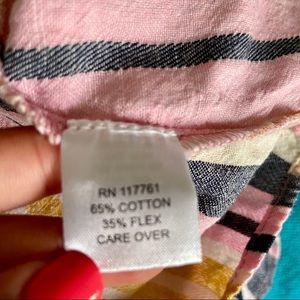 RN 117761
65% COTTON
35% FLEX
CARE OVER